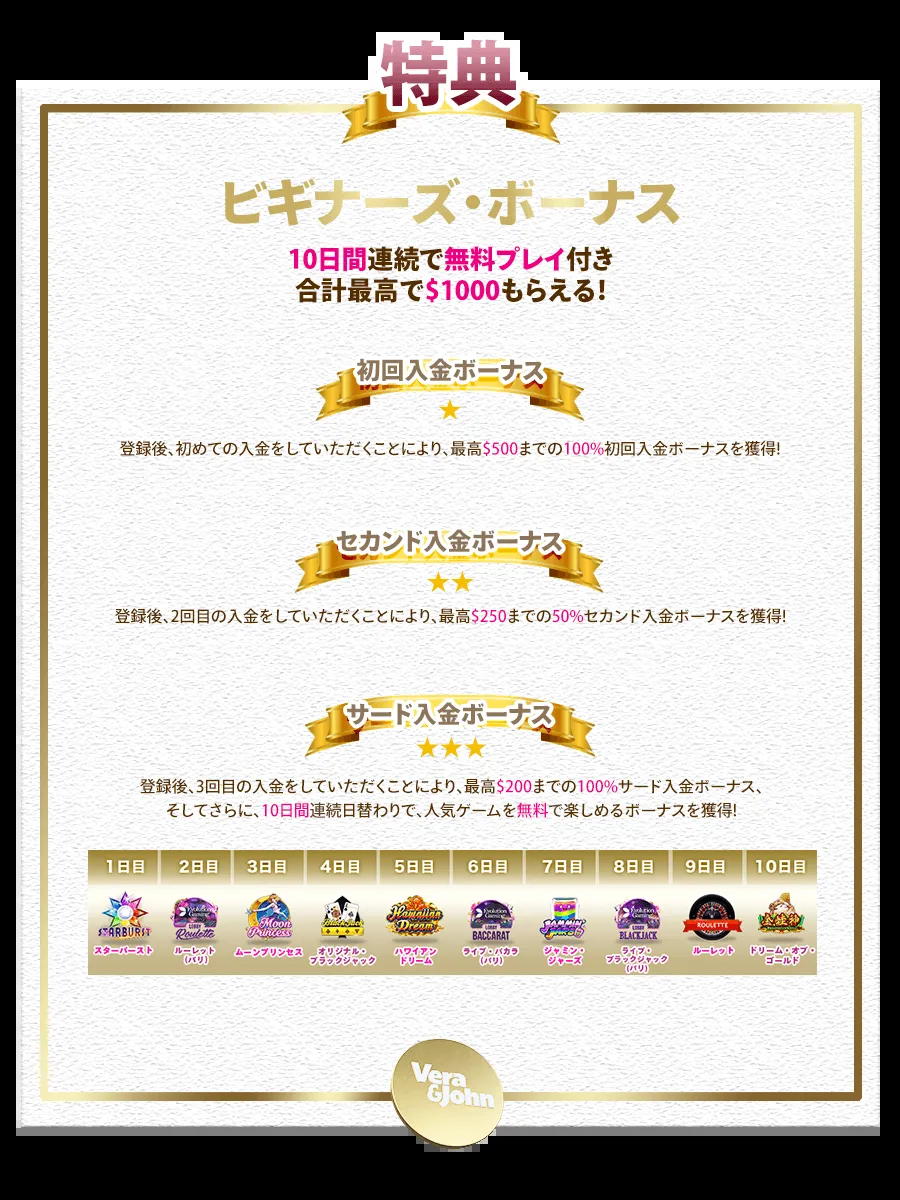 特典
ビギナーズ・ボーナス
10日間連続で無料プレイ付き
合計最高で$1000もらえる!
初回入金ボーナス
登録後、初めての入金をしていただくことにより、最高$500までの100%初回入金ボーナスを獲得!
セカンド入金ボーナス
登録後、2回目の入金をしていただくことにより、最高$250までの50%セカンド入金ボーナスを獲得!
サード入金ボーナス
登録後、3回目の入金をしていただくことにより、最高$200までの100%サード入金ボーナス、
そしてさらに、10日間連続日替わりで、人気ゲームを無料で楽しめるボーナスを獲得!
1日目 2日目 3日目 4日目 5日目 6日目 7日目 8日目 9日目 10日目
STARBURST
スターバースト
Evolution Gaming
LOBBY
Roulette
ルーレット
(パリ)
Moon Princess
ムーンプリンセス
BlackJack
オリジナル・
ブラックジャック
Hawaiian Dream
ハワイアン
ドリーム
Evolution Gaming
LOBBY
BACCARAT
ライブ・バカラ
(パリ)
JAMMIN' JARS
ジャミン・
ジャーズ
Evolution Gaming
LOBBY
BLACKJACK
ライブ・
ブラックジャック
(パリ)
ROULETTE
ルーレット
ドリーム・オブ・
ゴールド
Vera
&John